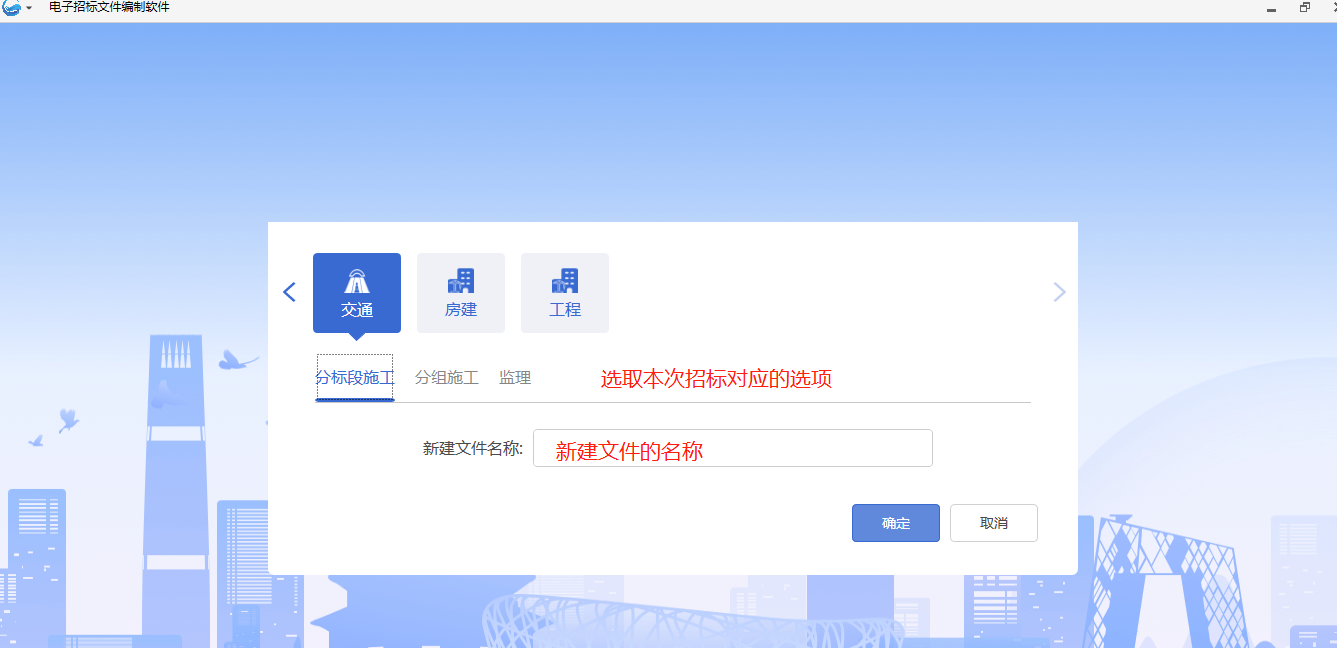 电子招标文件编制软件
交通
房建
工程
分标段施工 分组施工 监理 选取本次招标对应的选项
新建文件名称: 新建文件的名称
确定 取消